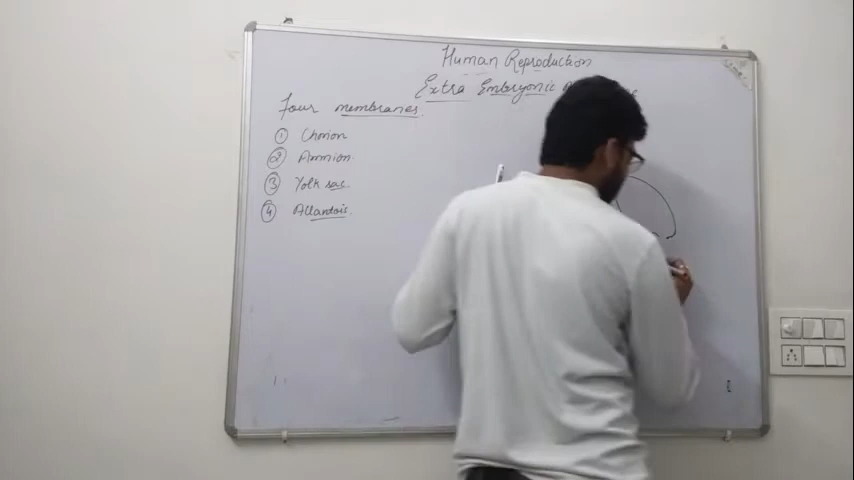 Human Reproduction
Extra Embryonic
Four membranes.
① Chorion
② Amnion.
③ Yolk sac.
④ Allantois.